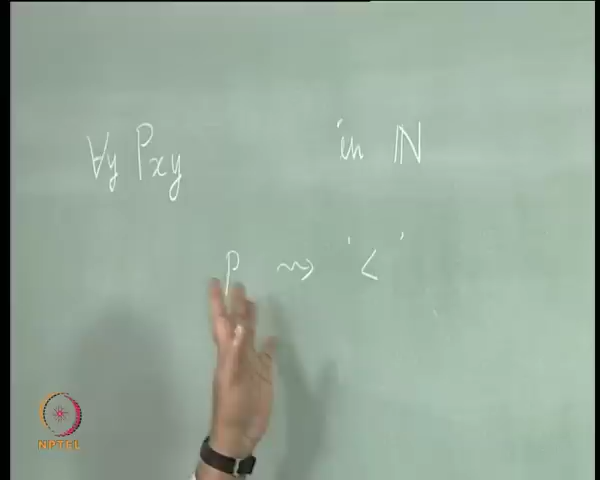 ∀y Pxy in ℕ
P ⇝ '<'
NPTEL